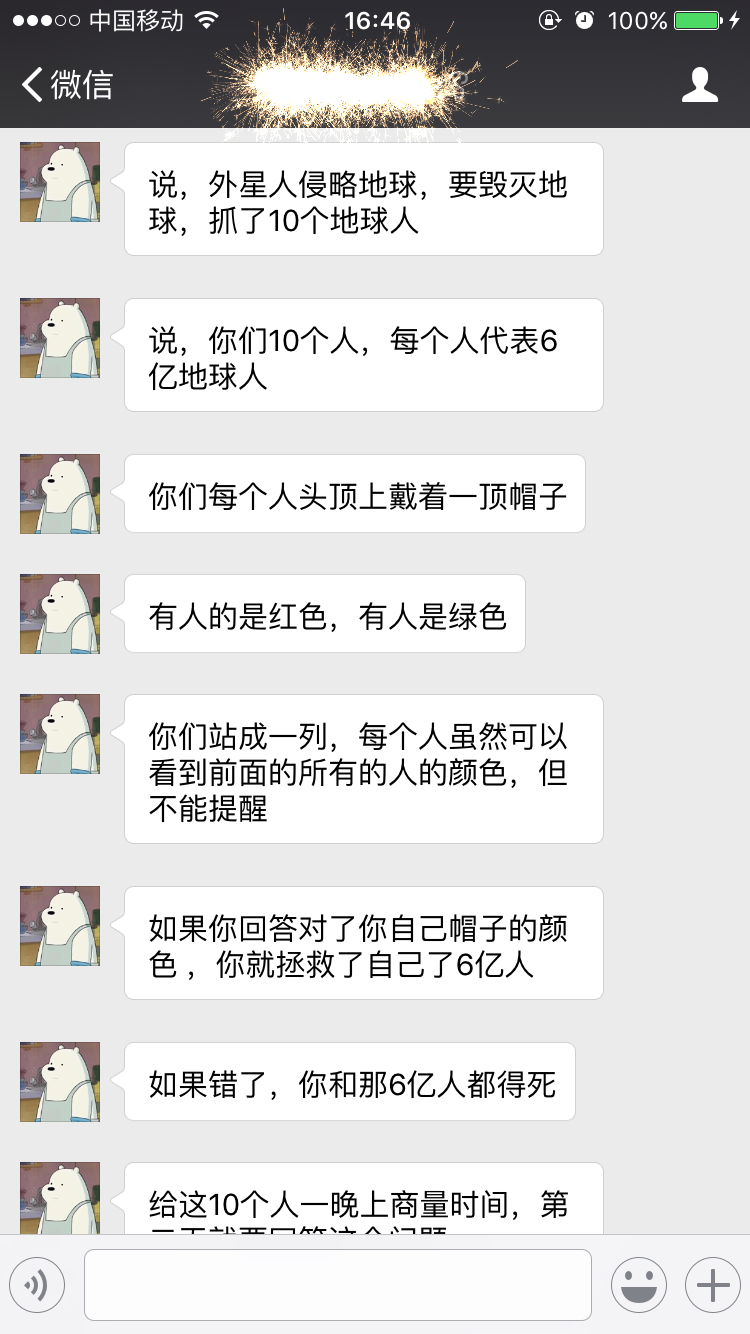 中国移动 16:46 100%
微信
说，外星人侵略地球，要毁灭地
球，抓了10个地球人
说，你们10个人，每个人代表6
亿地球人
你们每个人头顶上戴着一顶帽子
有人的是红色，有人是绿色
你们站成一列，每个人虽然可以
看到前面的所有的人的颜色，但
不能提醒
如果你回答对了你自己帽子的颜
色 ，你就拯救了自己了6亿人
如果错了，你和那6亿人都得死
给这10个人一晚上商量时间，第